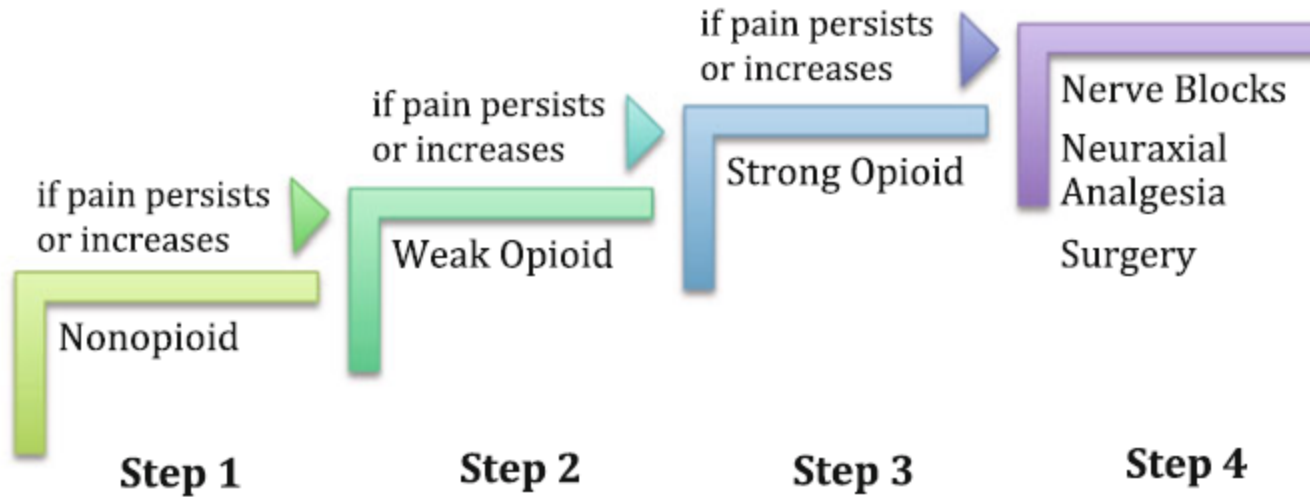 if pain persists
or increases
Nonopioid
Step 1
if pain persists
or increases
Weak Opioid
Step 2
if pain persists
or increases
Strong Opioid
Step 3
Nerve Blocks
Neuraxial
Analgesia
Surgery
Step 4